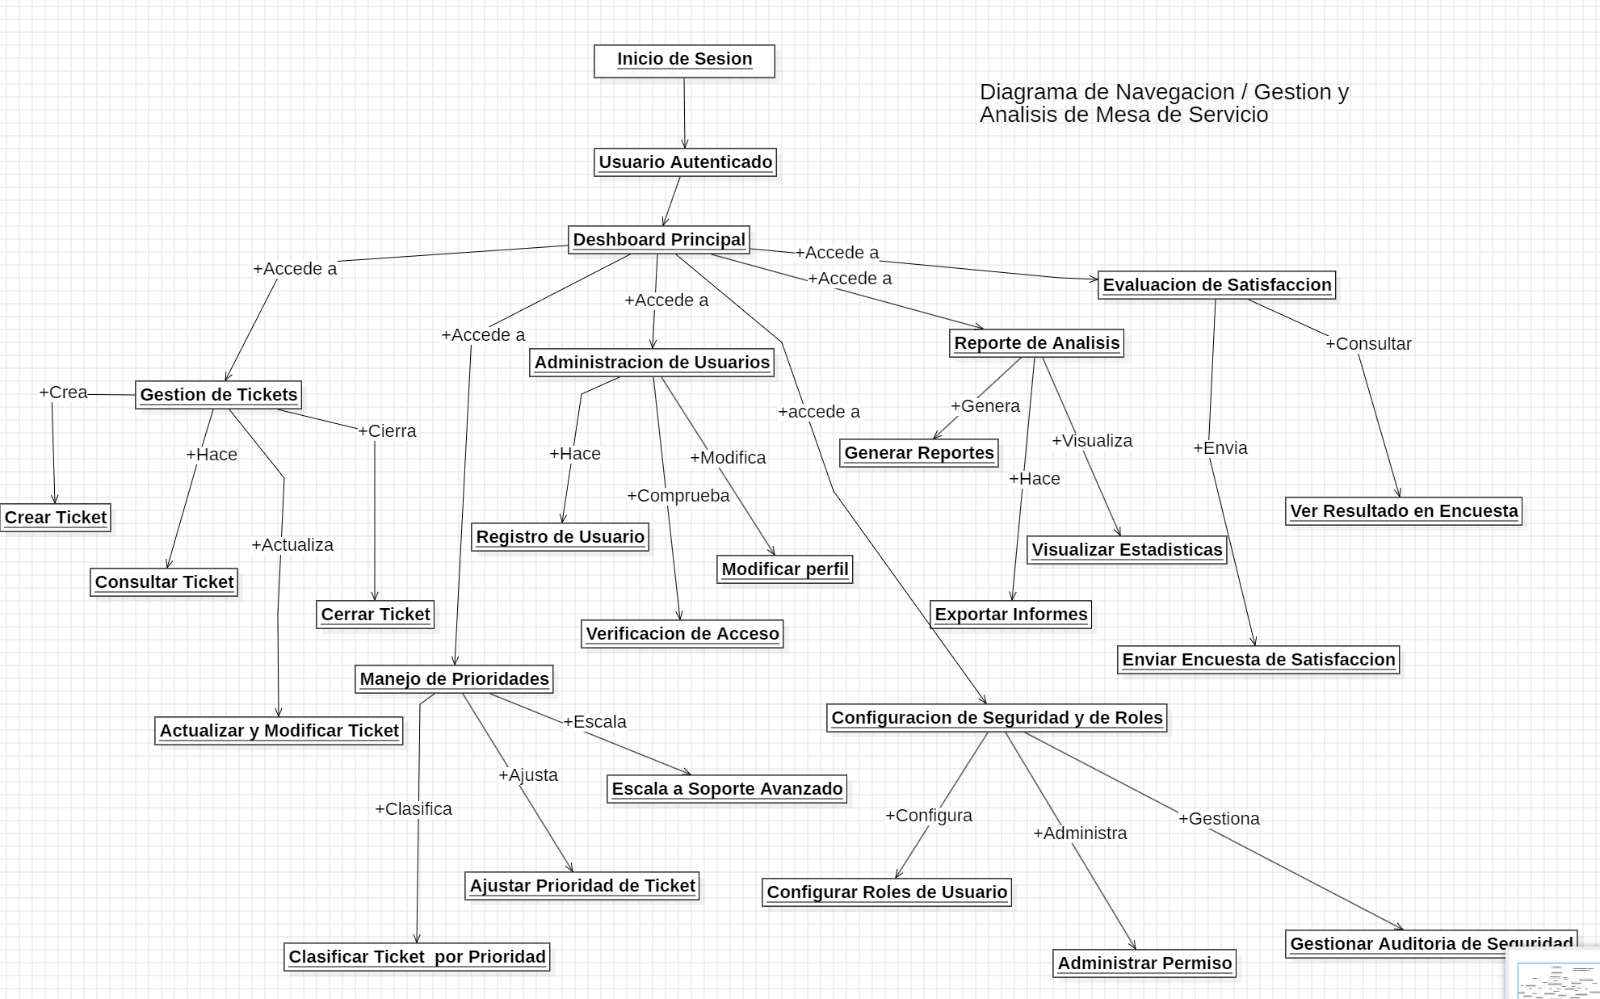 Inicio de Sesion
Diagrama de Navegacion / Gestion y
Analisis de Mesa de Servicio
Usuario Autenticado
Deshboard Principal
+Accede a
+Accede a
+Accede a
+Accede a
+Accede a
+accede a
Evaluacion de Satisfaccion
Reporte de Analisis
Administracion de Usuarios
Gestion de Tickets
+Crea
+Hace
+Actualiza
+Cierra
Crear Ticket
Consultar Ticket
Cerrar Ticket
Actualizar y Modificar Ticket
+Hace
+Comprueba
+Modifica
Registro de Usuario
Modificar perfil
Verificacion de Acceso
+Genera
+Hace
+Visualiza
Generar Reportes
Visualizar Estadisticas
Exportar Informes
+Envia
+Consultar
Ver Resultado en Encuesta
Enviar Encuesta de Satisfaccion
Manejo de Prioridades
+Clasifica
+Ajusta
+Escala
Escala a Soporte Avanzado
Ajustar Prioridad de Ticket
Clasificar Ticket  por Prioridad
Configuracion de Seguridad y de Roles
+Configura
+Administra
+Gestiona
Configurar Roles de Usuario
Administrar Permiso
Gestionar Auditoria de Seguridad